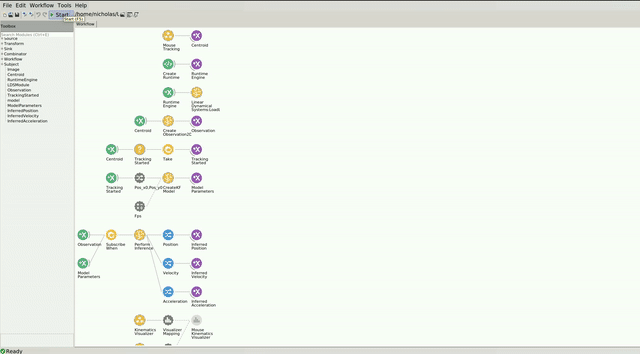 File Edit Workflow Tools Help
Start /home/nicholas/
Start (F5)
Toolbox
Workflow
Search Modules (Ctrl+E)
Source
Transform
Sink
Combinator
Workflow
Subject
Image
Centroid
RuntimeEngine
LDSModule
Observation
TrackingStarted
model
ModelParameters
InferredPosition
InferredVelocity
InferredAcceleration
Mouse Tracking
Centroid
Create Runtime
Runtime Engine
Runtime Engine
Linear Dynamical Systems.LoadL
Centroid
Create Observation2D
Observation
Centroid
Tracking Started
Take
Tracking Started
Tracking Started
Pos_x0,Pos_y0
CreateKF Model
Model Parameters
Fps
Observation
Subscribe When
Perform Inference
Position
Inferred Position
Model Parameters
Velocity
Inferred Velocity
Acceleration
Inferred Acceleration
Kinematics Visualizer
Visualizer Mapping
Mouse Kinematics Visualizer
Ready